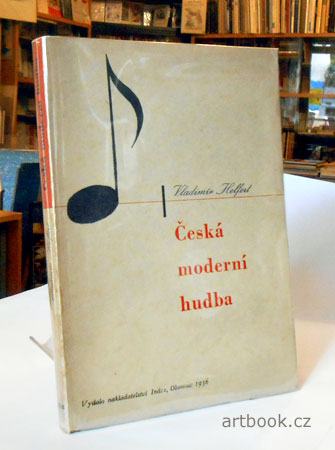 Vladimír Helfert
Česká
moderní
hudba
Vydalo nakladatelství Index, Olomouc 1936
artbook.cz